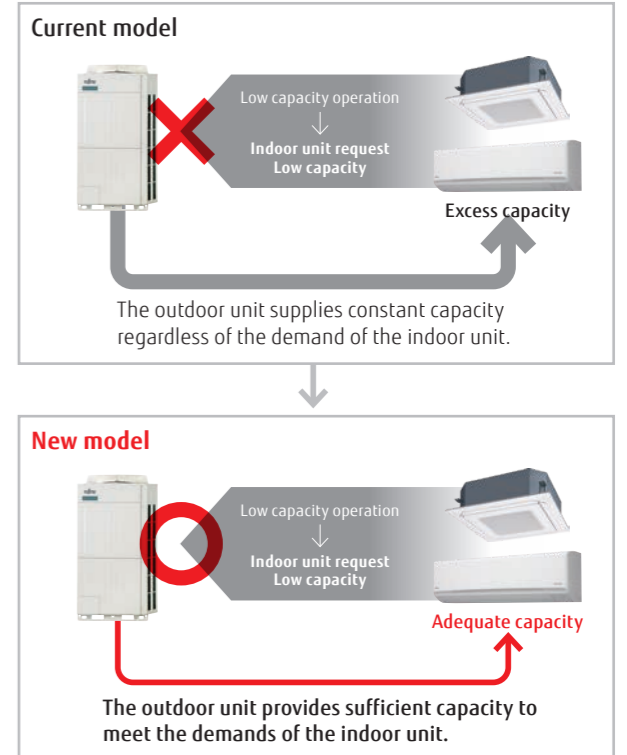 Current model
Low capacity operation
Indoor unit request
Low capacity
Excess capacity
The outdoor unit supplies constant capacity
regardless of the demand of the indoor unit.
New model
Low capacity operation
Indoor unit request
Low capacity
Adequate capacity
The outdoor unit provides sufficient capacity to
meet the demands of the indoor unit.